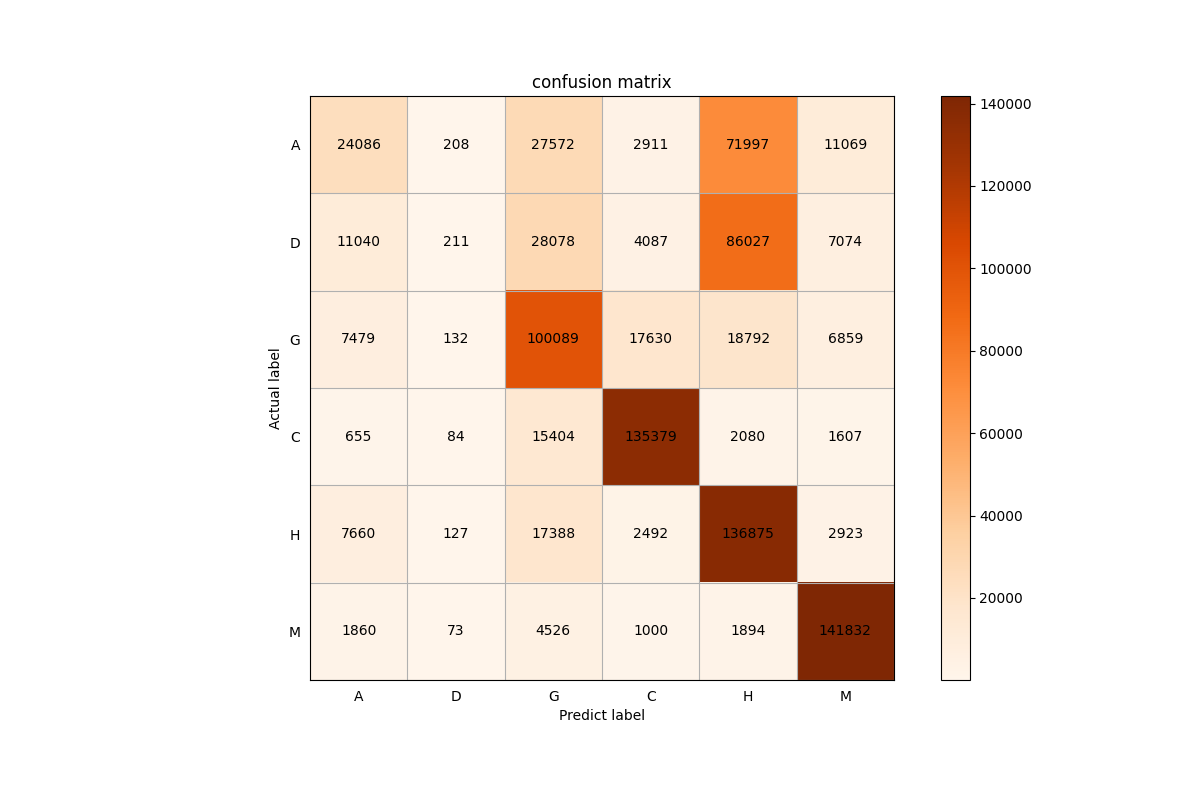 confusion matrix
A 24086 208 27572 2911 71997 11069
D 11040 211 28078 4087 86027 7074
G 7479 132 100089 17630 18792 6859
C 655 84 15404 135379 2080 1607
H 7660 127 17388 2492 136875 2923
M 1860 73 4526 1000 1894 141832
A D G C H M
Predict label
Actual label
140000
120000
100000
80000
60000
40000
20000